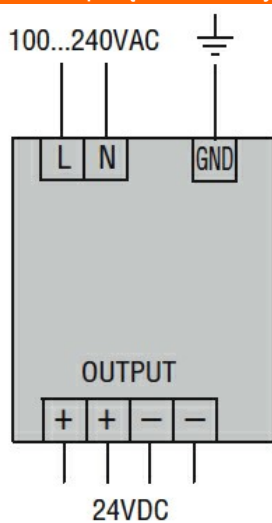 100...240VAC
L N GND
OUTPUT
+ + − −
24VDC